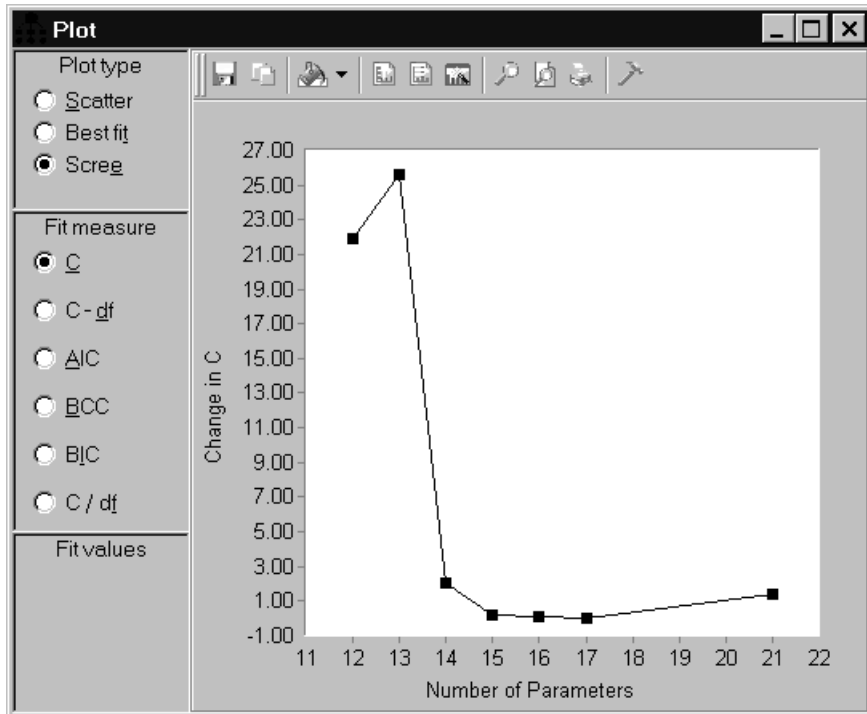 Plot
Plot type
Scatter
Best fit
Scree
Fit measure
C
C - df
AIC
BCC
BIC
C / df
Fit values
27.00
25.00
23.00
21.00
19.00
17.00
15.00
13.00
11.00
9.00
7.00
5.00
3.00
1.00
-1.00
Change in C
11 12 13 14 15 16 17 18 19 20 21 22
Number of Parameters